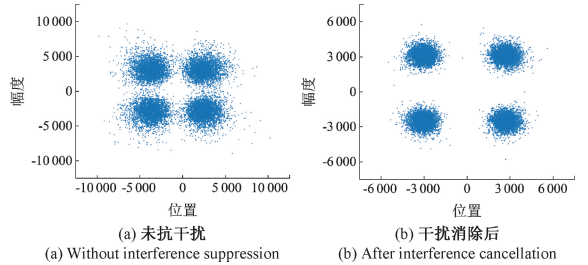 10 000
5 000
0
-5 000
-10 000
幅度
-10 000 -5 000 0 5 000 10 000
位置
(a) 未抗干扰
(a) Without interference suppression
6 000
3 000
0
-3 000
-6 000
幅度
-6 000 -3 000 0 3 000 6 000
位置
(b) 干扰消除后
(b) After interference cancellation